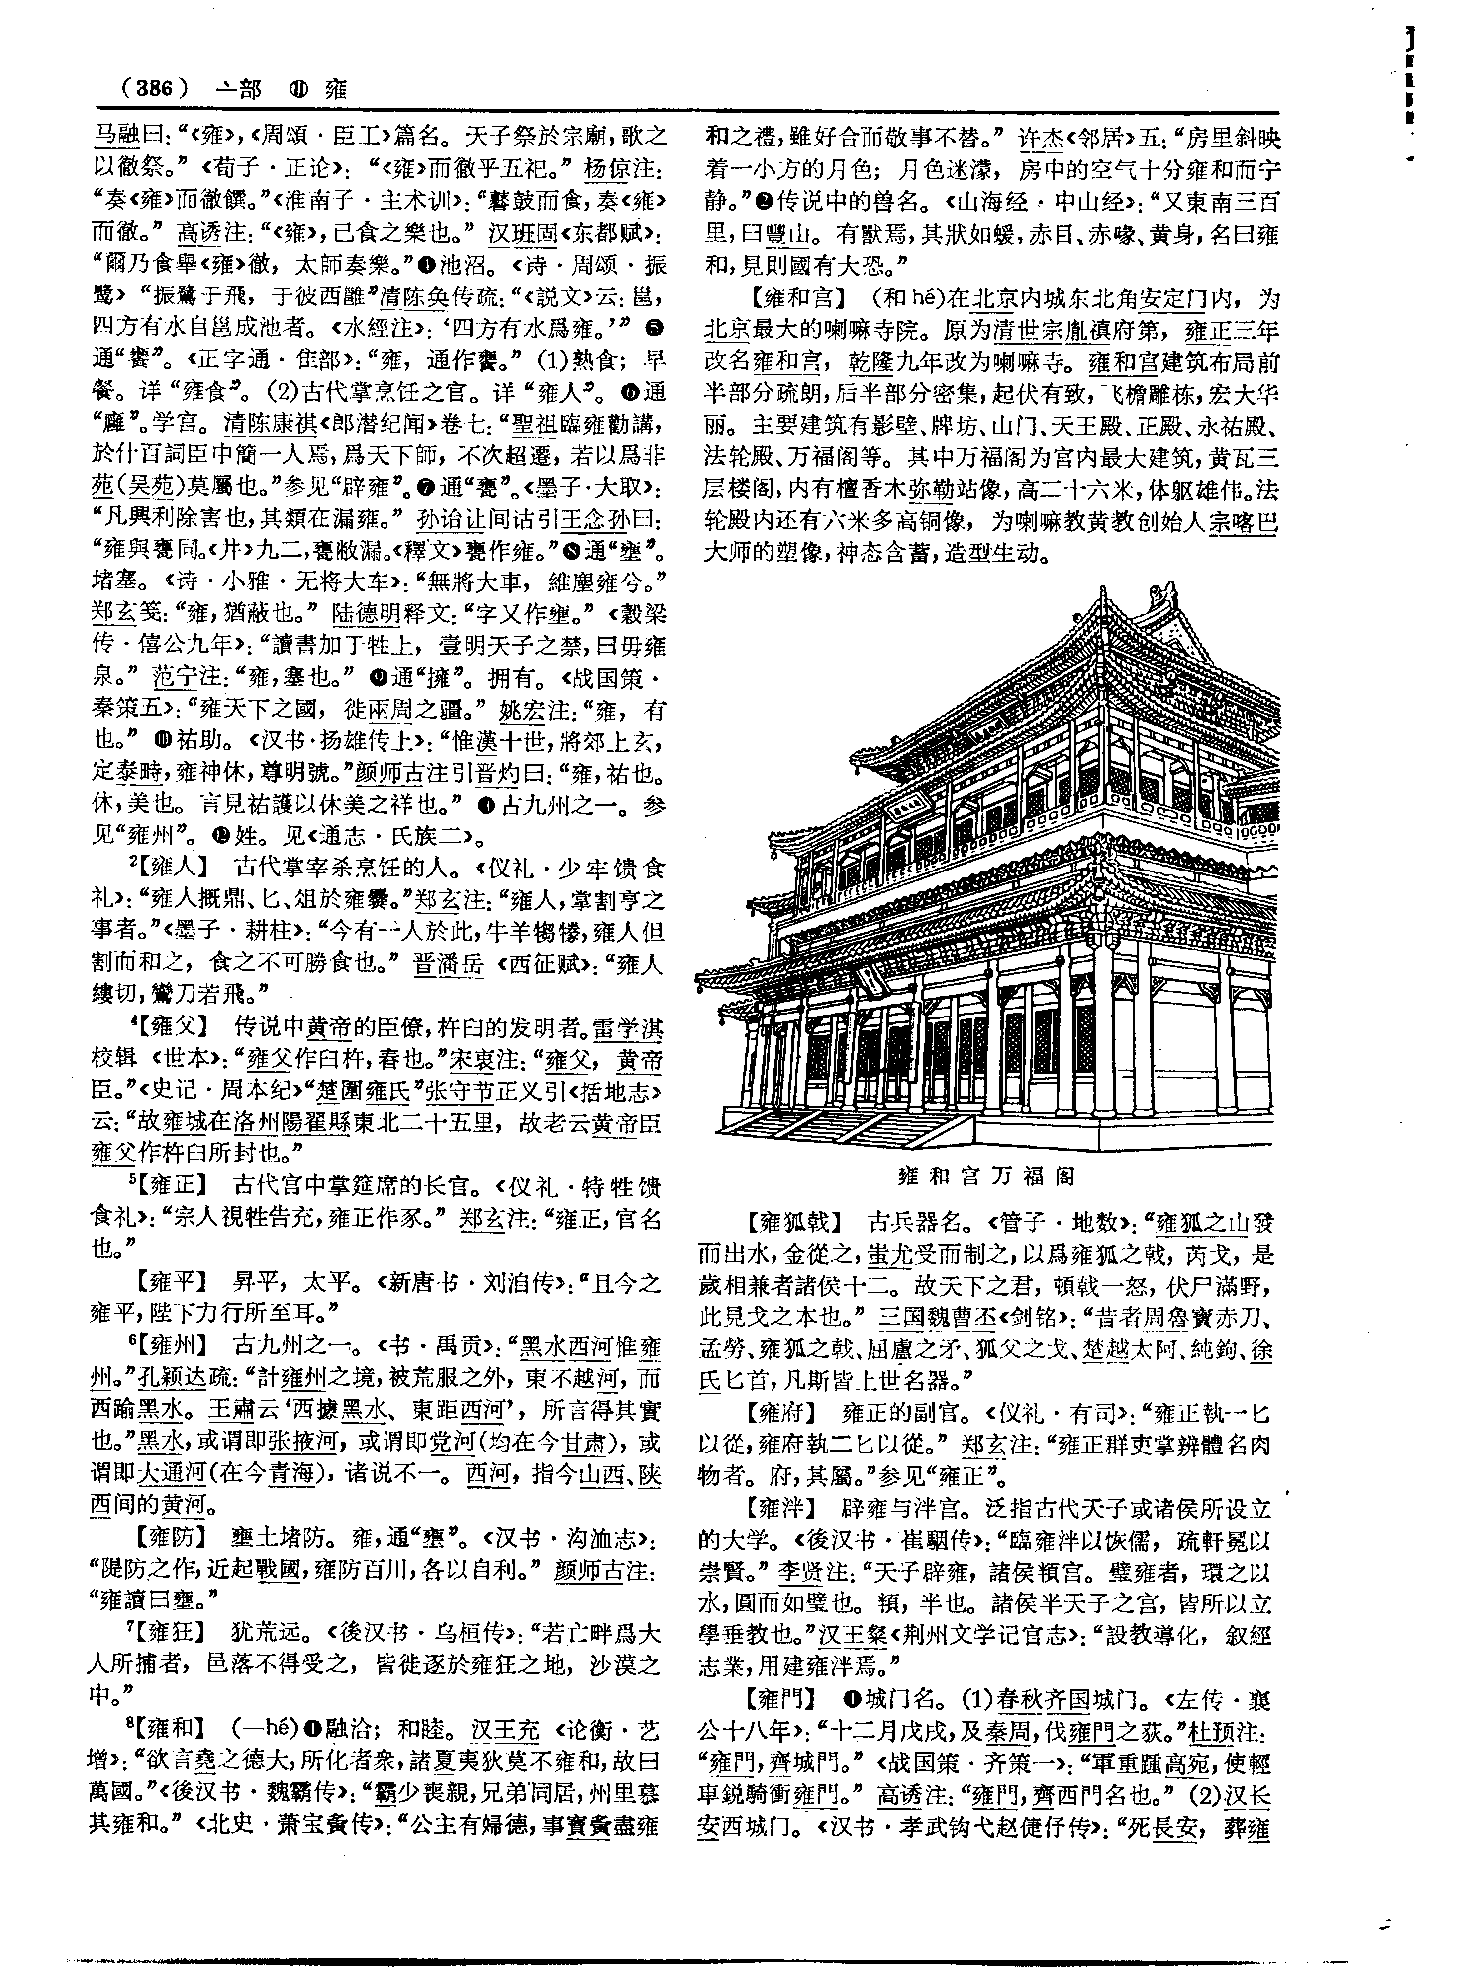 （386） 亠部 ⑪ 雍
马融曰：“《雍》，《周頌·臣工》篇名。天子祭於宗廟，歌之
以徹祭。”《荀子·正论》：“《雍》而徹乎五祀。”杨倞注：
“奏《雍》而徹饌。”《淮南子·主术训》：“鼛鼓而食，奏《雍》
而徹。”高诱注：“《雍》，已食之樂也。”汉班固《东都赋》：
“爾乃食舉《雍》徹，太師奏樂。”❹池沼。《诗·周颂·振
鹭》“振鷺于飛，于彼西雝”清陈奂传疏：“《説文》云：邕，
四方有水自邕成池者。《水經注》：‘四方有水爲雍。’”❺
通“饔”。《正字通·隹部》：“雍，通作饔。”(1)熟食；早
餐。详“雍食”。(2)古代掌烹饪之官。详“雍人”。❻通
“廱”。学宫。清陈康祺《郎潜纪闻》卷七：“聖祖臨雍勸講，
於什百詞臣中簡一人焉，爲天下師，不次超遷，若以爲非
苑(吴苑)莫屬也。”参见“辟雍”。❼通“甕”。《墨子·大取》：
“凡興利除害也，其類在漏雍。”孙诒让间诂引王念孙曰：
“雍與甕同。《井》九二，甕敝漏。《釋文》甕作雍。”❽通“壅”。
堵塞。《诗·小雅·无将大车》：“無將大車，維塵雍兮。”
郑玄笺：“雍，猶蔽也。”陆德明释文：“字又作壅。”《穀梁
传·僖公九年》：“讀書加于牲上，壹明天子之禁，曰毋雍
泉。”范宁注：“雍，塞也。”❾通“擁”。拥有。《战国策·
秦策五》：“雍天下之國，徙兩周之疆。”姚宏注：“雍，有
也。”❿祐助。《汉书·扬雄传上》：“惟漢十世，將郊上玄，
定泰畤，雍神休，尊明號。”颜师古注引晋灼曰：“雍，祐也。
休，美也。言見祐護以休美之祥也。”⓫古九州之一。参
见“雍州”。⓬姓。见《通志·氏族二》。
²【雍人】 古代掌宰杀烹饪的人。《仪礼·少牢馈食
礼》：“雍人摡鼎、匕、俎於雍爨。”郑玄注：“雍人，掌割亨之
事者。”《墨子·耕柱》：“今有一人於此，牛羊犓犧，雍人但
割而和之，食之不可勝食也。”晋潘岳《西征赋》：“雍人
縷切，鸞刀若飛。”
⁴【雍父】 传说中黄帝的臣僚，杵臼的发明者。雷学淇
校辑《世本》：“雍父作臼杵，舂也。”宋衷注：“雍父，黄帝
臣。”《史记·周本纪》“楚圍雍氏”张守节正义引《括地志》
云：“故雍城在洛州陽翟縣東北二十五里，故老云黄帝臣
雍父作杵臼所封也。”
⁵【雍正】 古代宫中掌筵席的长官。《仪礼·特牲馈
食礼》：“宗人視牲告充，雍正作豕。”郑玄注：“雍正，官名
也。”
【雍平】 昇平，太平。《新唐书·刘洎传》：“且今之
雍平，陛下力行所至耳。”
⁶【雍州】 古九州之一。《书·禹贡》：“黑水西河惟雍
州。”孔颖达疏：“計雍州之境，被荒服之外，東不越河，而
西踰黑水。王肅云‘西據黑水、東距西河’，所言得其實
也。”黑水，或谓即张掖河，或谓即党河(均在今甘肃)，或
谓即大通河(在今青海)，诸说不一。西河，指今山西、陕
西间的黄河。
【雍防】 壅土堵防。雍，通“壅”。《汉书·沟洫志》：
“隄防之作，近起戰國，雍防百川，各以自利。”颜师古注：
“雍讀曰壅。”
⁷【雍狂】 犹荒远。《後汉书·乌桓传》：“若亡畔爲大
人所捕者，邑落不得受之，皆徙逐於雍狂之地，沙漠之
中。”
⁸【雍和】 (—hé)❶融洽；和睦。汉王充《论衡·艺
增》：“欲言堯之德大，所化者衆，諸夏夷狄莫不雍和，故曰
萬國。”《後汉书·魏霸传》：“霸少喪親，兄弟同居，州里慕
其雍和。”《北史·萧宝夤传》：“公主有婦德，事寶夤盡雍
和之禮，雖好合而敬事不替。”许杰《邻居》五：“房里斜映
着一小方的月色；月色迷濛，房中的空气十分雍和而宁
静。”❷传说中的兽名。《山海经·中山经》：“又東南三百
里，曰豐山。有獸焉，其狀如蝯，赤目、赤喙、黄身，名曰雍
和，見則國有大恐。”
【雍和宫】 (和hé)在北京内城东北角安定门内，为
北京最大的喇嘛寺院。原为清世宗胤禛府第，雍正三年
改名雍和宫，乾隆九年改为喇嘛寺。雍和宫建筑布局前
半部分疏朗，后半部分密集，起伏有致，飞檐雕栋，宏大华
丽。主要建筑有影壁、牌坊、山门、天王殿、正殿、永祐殿、
法轮殿、万福阁等。其中万福阁为宫内最大建筑，黄瓦三
层楼阁，内有檀香木弥勒站像，高二十六米，体躯雄伟。法
轮殿内还有六米多高铜像，为喇嘛教黄教创始人宗喀巴
大师的塑像，神态含蓄，造型生动。
雍和宫万福阁
【雍狐戟】 古兵器名。《管子·地数》：“雍狐之山發
而出水，金從之，蚩尤受而制之，以爲雍狐之戟，芮戈，是
歲相兼者諸侯十二。故天下之君，頓戟一怒，伏尸滿野，
此見戈之本也。”三国魏曹丕《剑铭》：“昔者周魯寳赤刀、
孟勞、雍狐之戟、屈盧之矛、狐父之戈、楚越太阿、純鈎、徐
氏匕首，凡斯皆上世名器。”
【雍府】 雍正的副官。《仪礼·有司》：“雍正執一匕
以從，雍府執二匕以從。”郑玄注：“雍正群吏掌辨體名肉
物者。府，其屬。”参见“雍正”。
【雍泮】 辟雍与泮宫。泛指古代天子或诸侯所设立
的大学。《後汉书·崔駰传》：“臨雍泮以恢儒，疏軒冕以
崇賢。”李贤注：“天子辟雍，諸侯頖宫。璧雍者，環之以
水，圓而如璧也。頖，半也。諸侯半天子之宫，皆所以立
學垂教也。”汉王粲《荆州文学记官志》：“設教導化，叙經
志業，用建雍泮焉。”
【雍門】 ❶城门名。(1)春秋齐国城门。《左传·襄
公十八年》：“十二月戊戌，及秦周，伐雍門之荻。”杜预注：
“雍門，齊城門。”《战国策·齐策一》：“軍重踵高宛，使輕
車鋭騎衝雍門。”高诱注：“雍門，齊西門名也。”(2)汉长
安西城门。《汉书·孝武钩弋赵倢伃传》：“死長安，葬雍